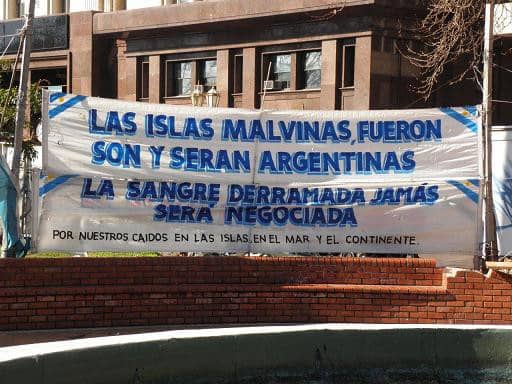 LAS ISLAS MALVINAS, FUERON
SON Y SERAN ARGENTINAS
LA SANGRE DERRAMADA JAMÁS
SERÁ NEGOCIADA
POR NUESTROS CAIDOS EN LAS ISLAS, EN EL MAR Y EL CONTINENTE.